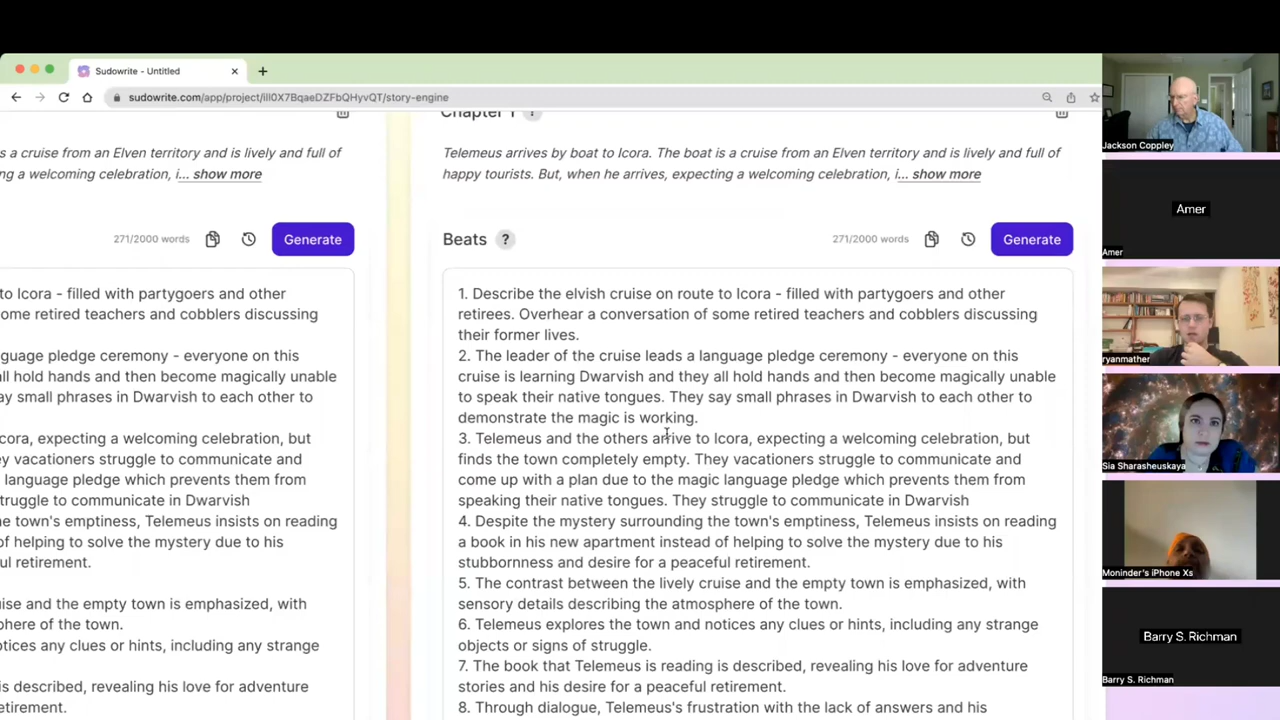 Sudowrite - Untitled
sudowrite.com/app/project/ill0X7BqaeDZFbQHyvQT/story-engine
Chapter 1 ?
s a cruise from an Elven territory and is lively and full of
ng a welcoming celebration, i... show more
271/2000 words
Generate
to Icora - filled with partygoers and other
ome retired teachers and cobblers discussing
nguage pledge ceremony - everyone on this
all hold hands and then become magically unable
ay small phrases in Dwarvish to each other to
cora, expecting a welcoming celebration, but
ey vacationers struggle to communicate and
language pledge which prevents them from
struggle to communicate in Dwarvish
he town's emptiness, Telemeus insists on reading
of helping to solve the mystery due to his
ul retirement.
uise and the empty town is emphasized, with
phere of the town.
otices any clues or hints, including any strange
is described, revealing his love for adventure
retirement.
Telemeus arrives by boat to Icora. The boat is a cruise from an Elven territory and is lively and full of
happy tourists. But, when he arrives, expecting a welcoming celebration, i... show more
Beats ?
271/2000 words
Generate
1. Describe the elvish cruise on route to Icora - filled with partygoers and other
retirees. Overhear a conversation of some retired teachers and cobblers discussing
their former lives.
2. The leader of the cruise leads a language pledge ceremony - everyone on this
cruise is learning Dwarvish and they all hold hands and then become magically unable
to speak their native tongues. They say small phrases in Dwarvish to each other to
demonstrate the magic is working.
3. Telemeus and the others arrive to Icora, expecting a welcoming celebration, but
finds the town completely empty. They vacationers struggle to communicate and
come up with a plan due to the magic language pledge which prevents them from
speaking their native tongues. They struggle to communicate in Dwarvish
4. Despite the mystery surrounding the town's emptiness, Telemeus insists on reading
a book in his new apartment instead of helping to solve the mystery due to his
stubbornness and desire for a peaceful retirement.
5. The contrast between the lively cruise and the empty town is emphasized, with
sensory details describing the atmosphere of the town.
6. Telemeus explores the town and notices any clues or hints, including any strange
objects or signs of struggle.
7. The book that Telemeus is reading is described, revealing his love for adventure
stories and his desire for a peaceful retirement.
8. Through dialogue, Telemeus's frustration with the lack of answers and his
Jackson Coppley
Amer
Amer
ryanmather
Sia Sharasheuskaya
Moninder's iPhone Xs
Barry S. Richman
Barry S. Richman